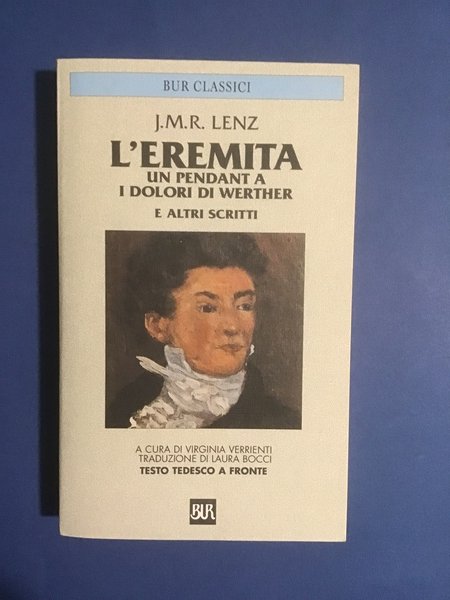 BUR CLASSICI
J.M.R. LENZ
L'EREMITA
UN PENDANT A
I DOLORI DI WERTHER
E ALTRI SCRITTI
A CURA DI VIRGINIA VERRIENTI
TRADUZIONE DI LAURA BOCCI
TESTO TEDESCO A FRONTE
BUR